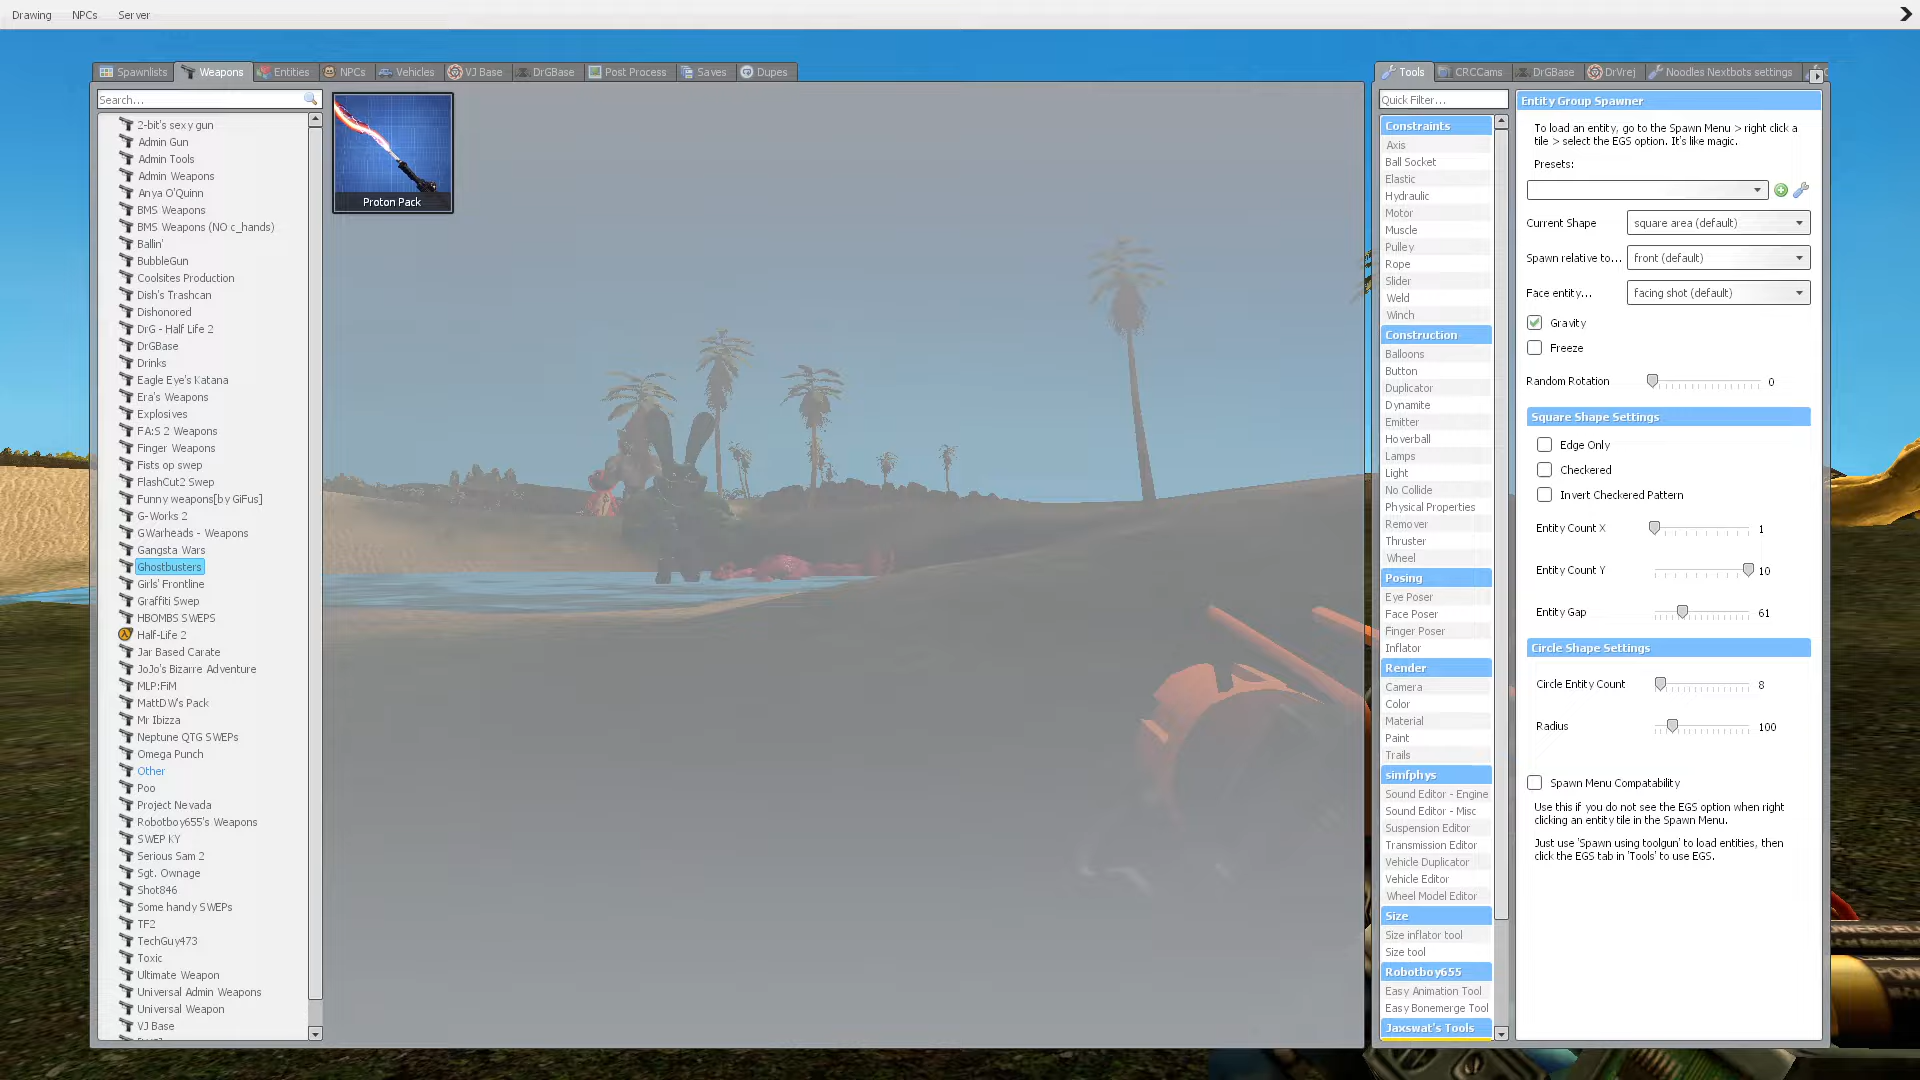 Drawing NPCs Server
Spawnlists Weapons Entities NPCs Vehicles VJ Base DrGBase Post Process Saves Dupes
Search...
2-bit's sexy gun
Admin Gun
Admin Tools
Admin Weapons
Anya O'Quinn
BMS Weapons
BMS Weapons (NO c_hands)
Ballin'
BubbleGun
Coolsites Production
Dish's Trashcan
Dishonored
DrG - Half Life 2
DrGBase
Drinks
Eagle Eye's Katana
Era's Weapons
Explosives
FA:S 2 Weapons
Finger Weapons
Fists op swep
FlashCut2 Swep
Funny weapons[by GiFus]
G-Works 2
GWarheads - Weapons
Gangsta Wars
Ghostbusters
Girls' Frontline
Graffiti Swep
HBOMBS SWEPS
Half-Life 2
Jar Based Carate
JoJo's Bizarre Adventure
MLP:FiM
MattDW's Pack
Mr Ibizza
Neptune QTG SWEPs
Omega Punch
Other
Poo
Project Nevada
Robotboy655's Weapons
SWEP KY
Serious Sam 2
Sgt. Ownage
Shot846
Some handy SWEPs
TF2
TechGuy473
Toxic
Ultimate Weapon
Universal Admin Weapons
Universal Weapon
VJ Base
Proton Pack
Tools CRCCams DrGBase DrVrej Noodles Nextbots settings
Quick Filter...
Constraints
Axis
Ball Socket
Elastic
Hydraulic
Motor
Muscle
Pulley
Rope
Slider
Weld
Winch
Construction
Balloons
Button
Duplicator
Dynamite
Emitter
Hoverball
Lamps
Light
No Collide
Physical Properties
Remover
Thruster
Wheel
Posing
Eye Poser
Face Poser
Finger Poser
Inflator
Render
Camera
Color
Material
Paint
Trails
simfphys
Sound Editor - Engine
Sound Editor - Misc
Suspension Editor
Transmission Editor
Vehicle Duplicator
Vehicle Editor
Wheel Model Editor
Size
Size inflator tool
Size tool
Robotboy655
Easy Animation Tool
Easy Bonemerge Tool
Jaxswat's Tools
Entity Group Spawner
To load an entity, go to the Spawn Menu > right click a
tile > select the EGS option. It's like magic.
Presets:
Current Shape square area (default)
Spawn relative to... front (default)
Face entity... facing shot (default)
Gravity
Freeze
Random Rotation 0
Square Shape Settings
Edge Only
Checkered
Invert Checkered Pattern
Entity Count X 1
Entity Count Y 10
Entity Gap 61
Circle Shape Settings
Circle Entity Count 8
Radius 100
Spawn Menu Compatability
Use this if you do not see the EGS option when right
clicking an entity tile in the Spawn Menu.
Just use 'Spawn using toolgun' to load entities, then
click the EGS tab in 'Tools' to use EGS.